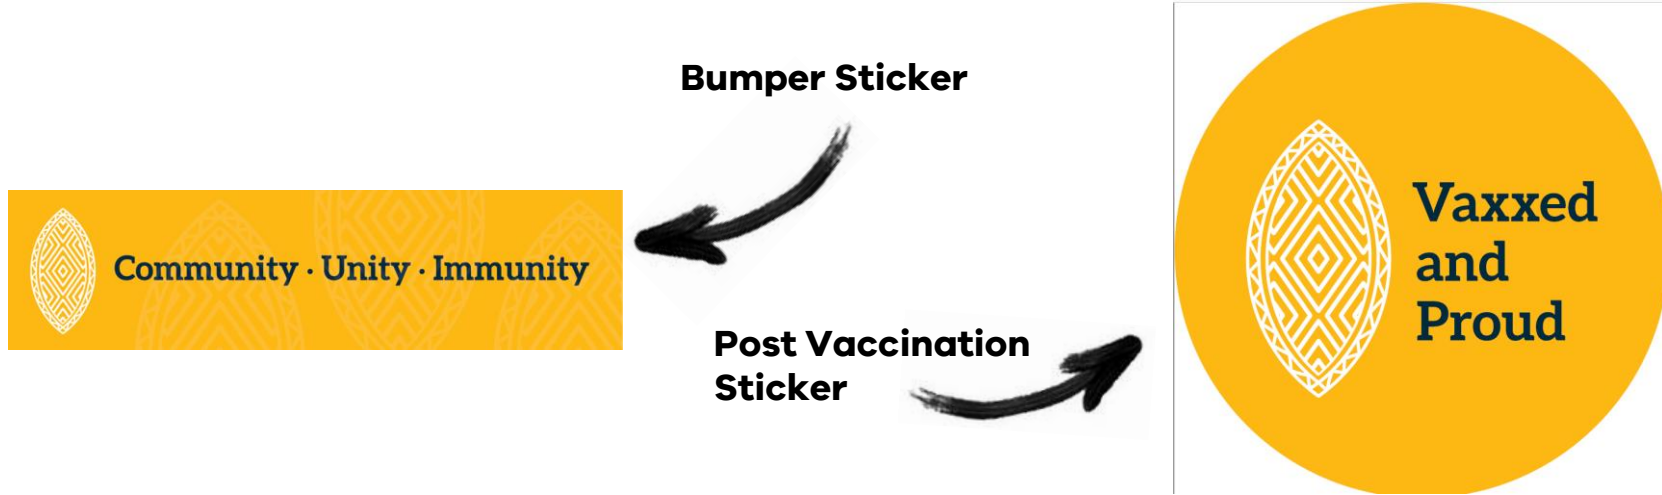 Bumper Sticker
Community · Unity · Immunity
Post Vaccination
Sticker
Vaxxed
and
Proud